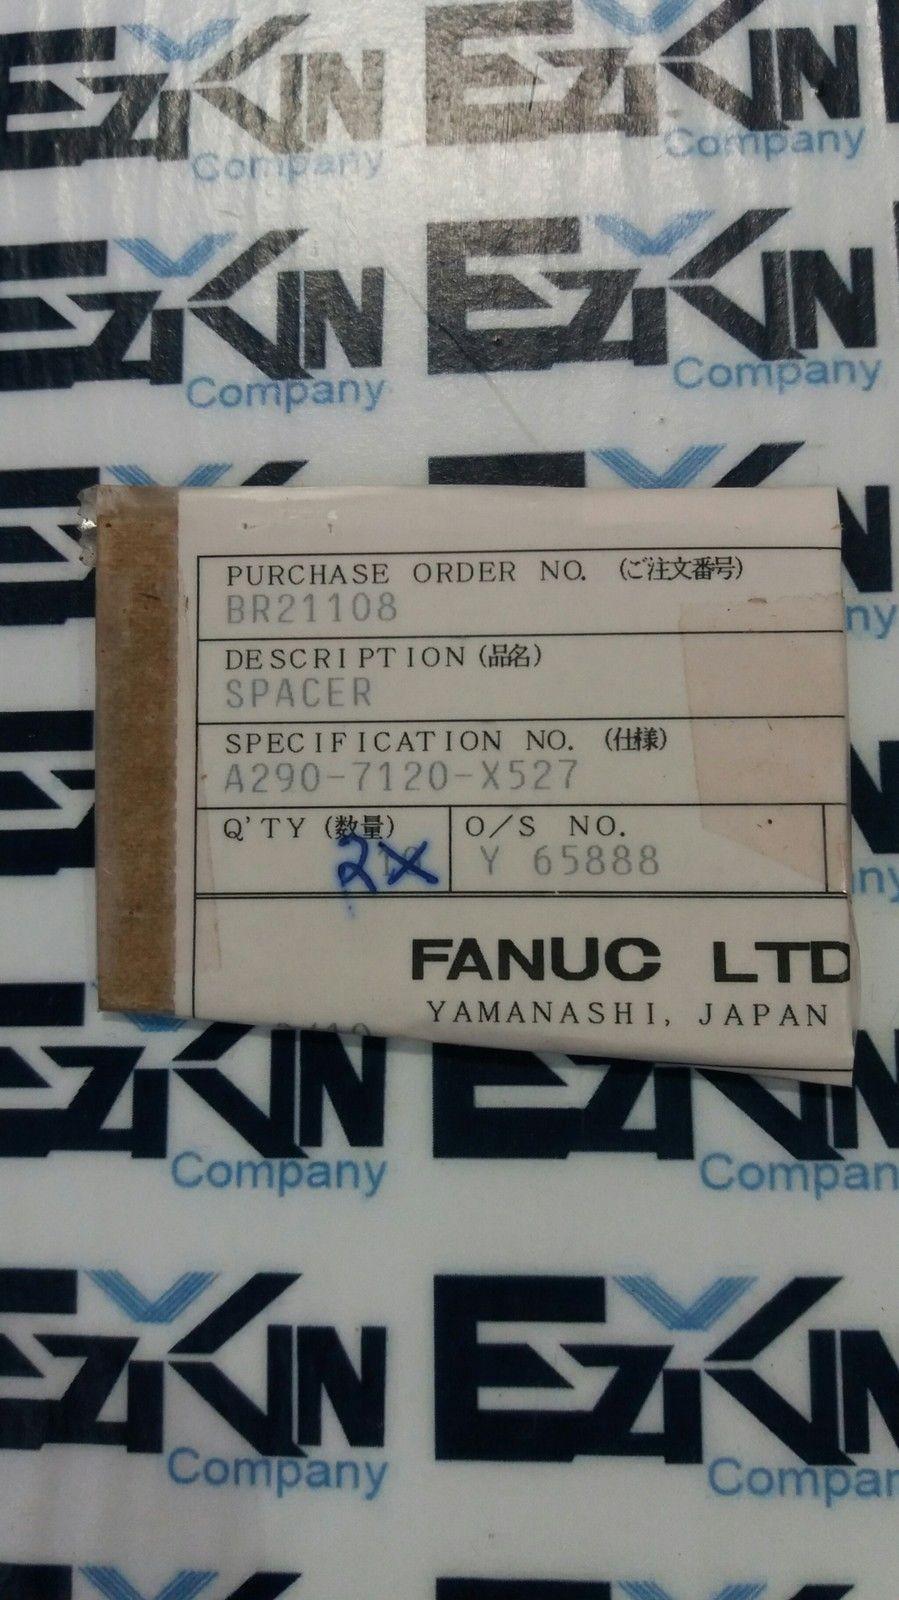 EZKIN EZKIN
Company Company
EZKIN EZKIN
Company Company
PURCHASE ORDER NO. (ご注文番号)
BR21108
DESCRIPTION (品名)
SPACER
SPECIFICATION NO. (仕様)
A290-7120-X527
Q'TY (数量) O/S NO.
2X Y 65888
FANUC LTD
YAMANASHI, JAPAN
EZKIN EZKIN
Company Company
EZKIN EZKIN
Company Company